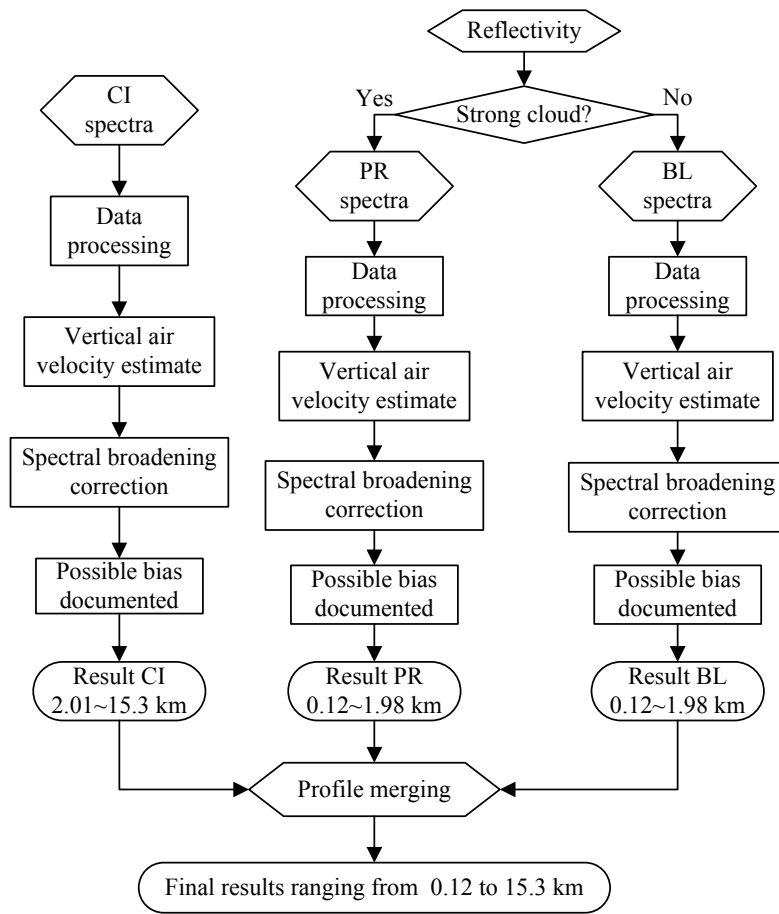 Reflectivity
Strong cloud?
Yes
No
CI
spectra
Data
processing
Vertical air
velocity estimate
Spectral broadening
correction
Possible bias
documented
Result CI
2.01~15.3 km
PR
spectra
Data
processing
Vertical air
velocity estimate
Spectral broadening
correction
Possible bias
documented
Result PR
0.12~1.98 km
BL
spectra
Data
processing
Vertical air
velocity estimate
Spectral broadening
correction
Possible bias
documented
Result BL
0.12~1.98 km
Profile merging
Final results ranging from 0.12 to 15.3 km